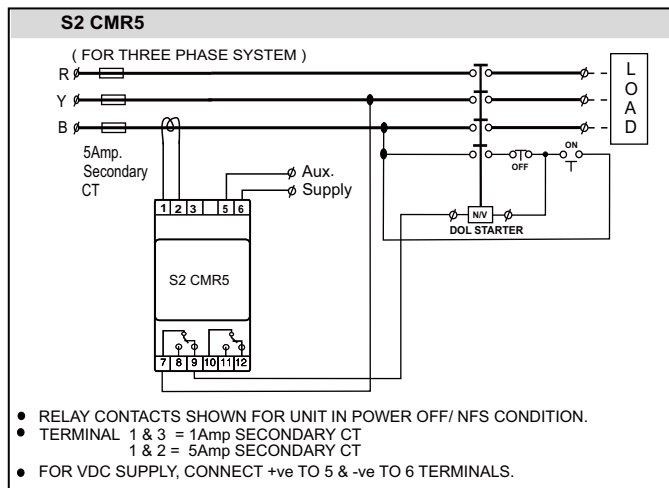 S2 CMR5
( FOR THREE PHASE SYSTEM )
R
Y
B
L
O
A
D
5Amp.
Secondary
CT
Aux.
Supply
OFF
ON
1 2 3 5 6
N/V
DOL STARTER
S2 CMR5
7 8 9 10 11 12
● RELAY CONTACTS SHOWN FOR UNIT IN POWER OFF/ NFS CONDITION.
● TERMINAL 1 & 3 = 1Amp SECONDARY CT
1 & 2 = 5Amp SECONDARY CT
● FOR VDC SUPPLY, CONNECT +ve TO 5 & -ve TO 6 TERMINALS.